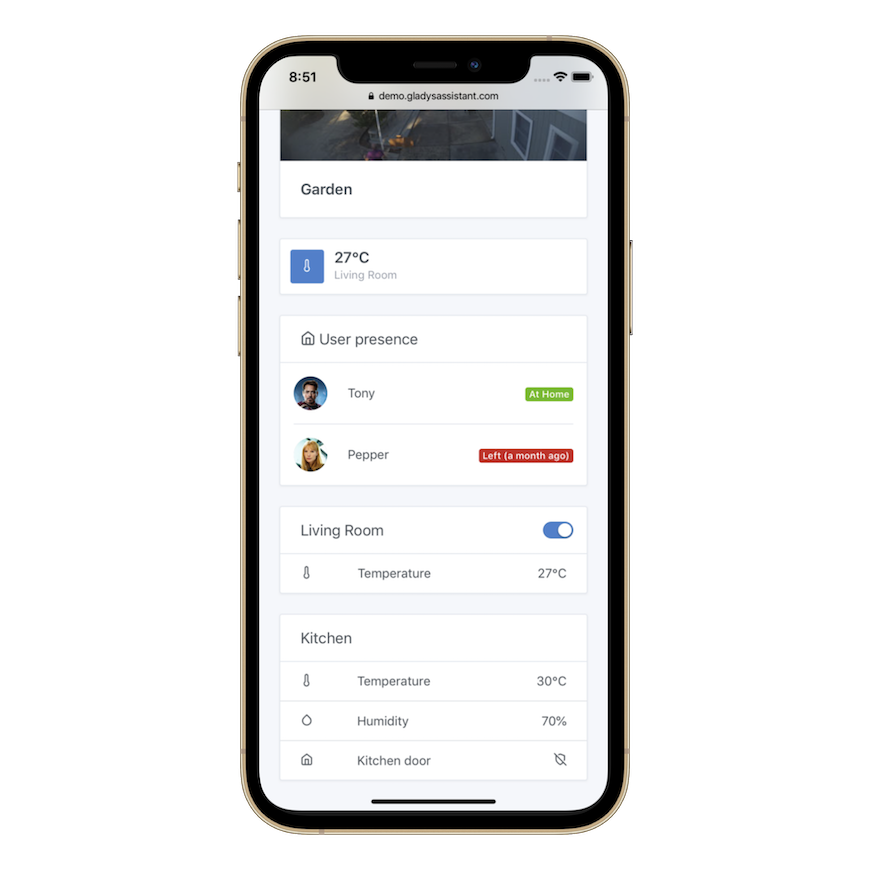 8:51
demo.gladysassistant.com
Garden
27°C
Living Room
User presence
Tony At Home
Pepper Left (a month ago)
Living Room
Temperature 27°C
Kitchen
Temperature 30°C
Humidity 70%
Kitchen door